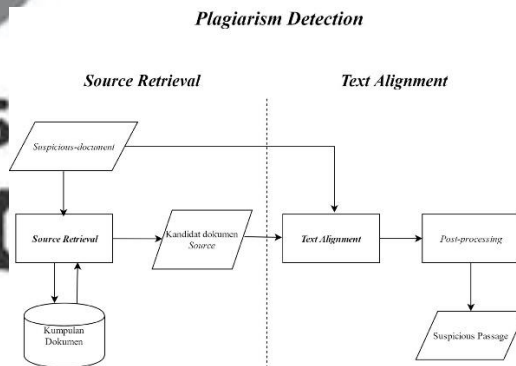 Plagiarism Detection
Source Retrieval
Text Alignment
Suspicious-document
Source Retrieval
Kandidat dokumen
Source
Text Alignment
Post-processing
Kumpulan
Dokumen
Suspicious Passage